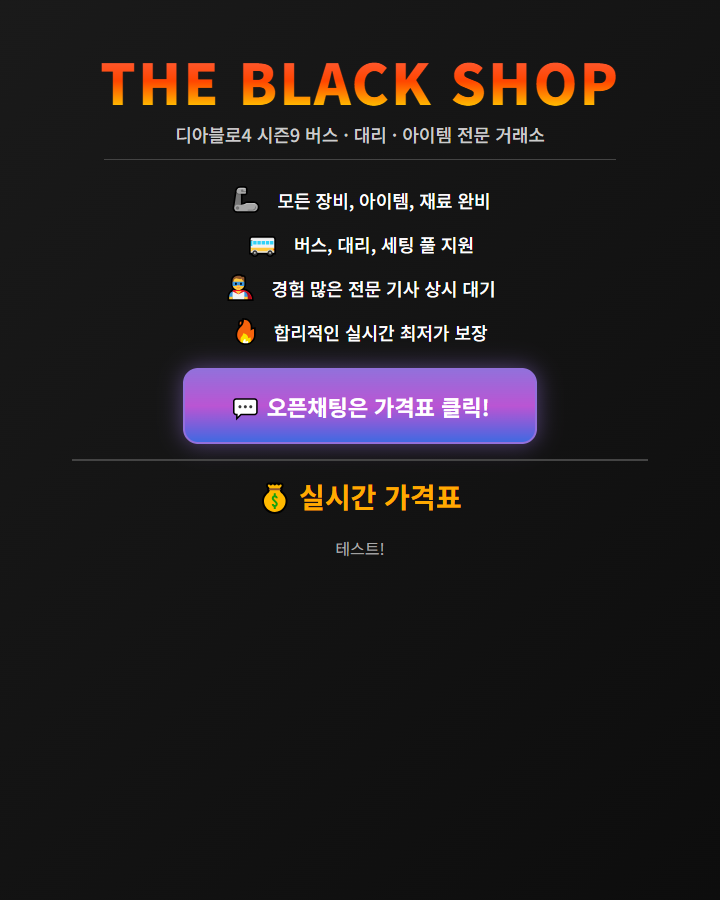 THE BLACK SHOP
디아블로4 시즌9 버스 · 대리 · 아이템 전문 거래소
모든 장비, 아이템, 재료 완비
버스, 대리, 세팅 풀 지원
경험 많은 전문 기사 상시 대기
합리적인 실시간 최저가 보장
오픈채팅은 가격표 클릭!
실시간 가격표
테스트!